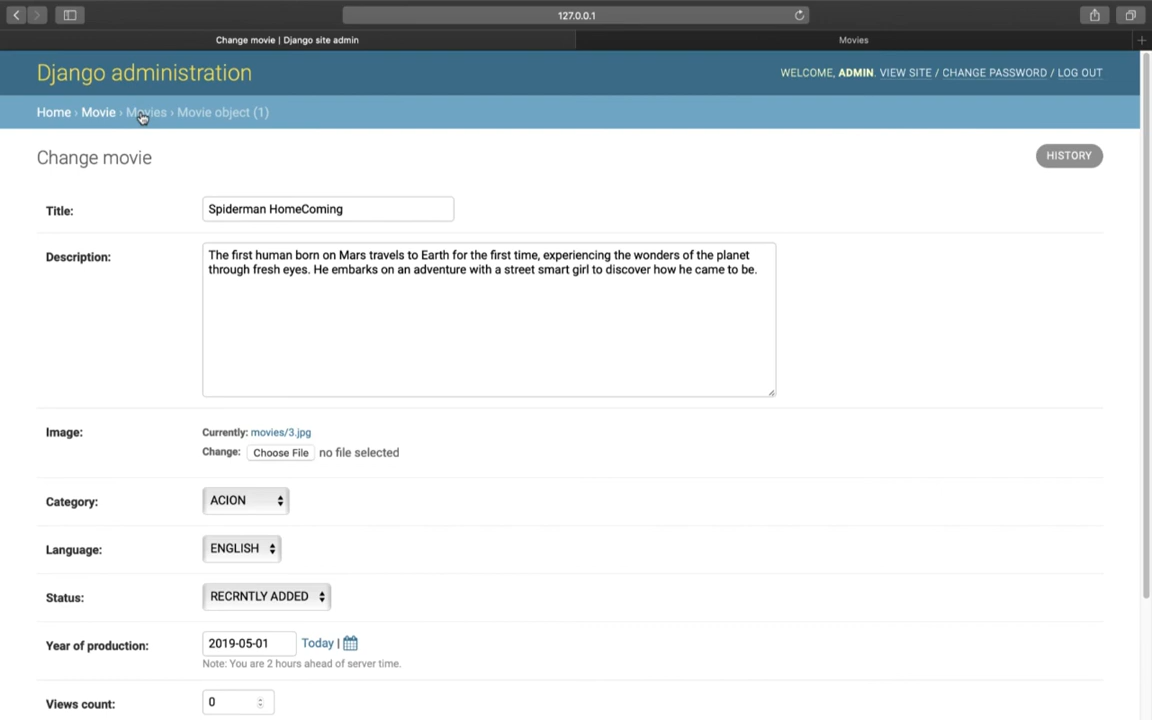 127.0.0.1
Change movie | Django site admin
Movies
Django administration
WELCOME, ADMIN. VIEW SITE / CHANGE PASSWORD / LOG OUT
Home › Movie › Movies › Movie object (1)
Change movie
HISTORY
Title:
Spiderman HomeComing
Description:
The first human born on Mars travels to Earth for the first time, experiencing the wonders of the planet
through fresh eyes. He embarks on an adventure with a street smart girl to discover how he came to be.
Image:
Currently: movies/3.jpg
Change: Choose File no file selected
Category:
ACION
Language:
ENGLISH
Status:
RECRNTLY ADDED
Year of production:
2019-05-01 Today |
Note: You are 2 hours ahead of server time.
Views count:
0